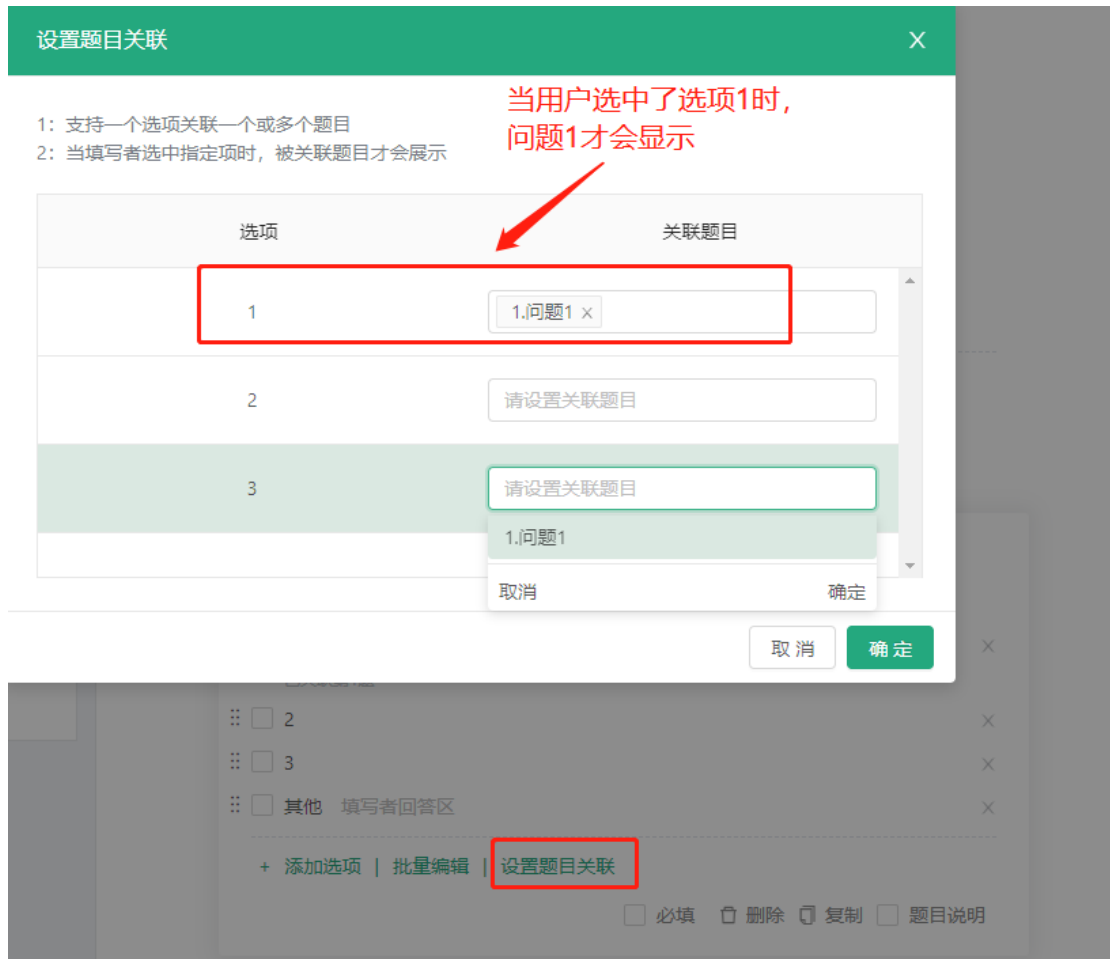 设置题目关联
当用户选中了选项1时，
问题1才会显示
1：支持一个选项关联一个或多个题目
2：当填写者选中指定项时，被关联题目才会展示
选项 关联题目
1 1.问题1
2 请设置关联题目
3 请设置关联题目
1.问题1
取消 确定
取 消 确 定
2
3
其他 填写者回答区
+ 添加选项 | 批量编辑 | 设置题目关联
必填 删除 复制 题目说明